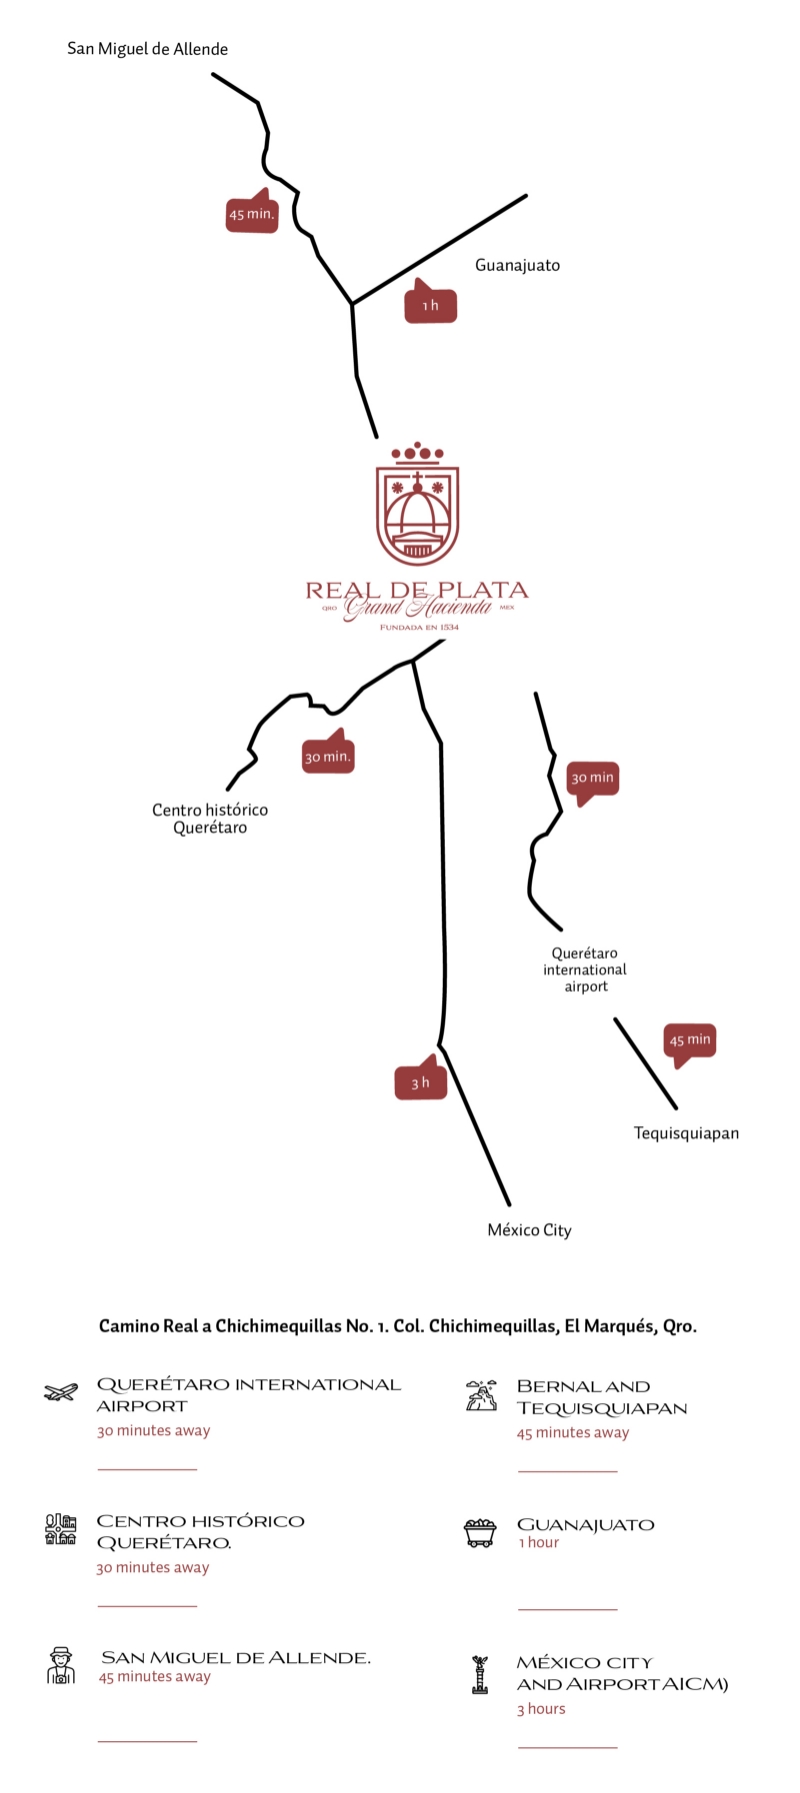 San Miguel de Allende
45 min.
Guanajuato
1 h
REAL DE PLATA
QRO Grand Hacienda MEX
FUNDADA EN 1534
30 min.
30 min
Centro histórico
Querétaro
Querétaro
international
airport
45 min
3 h
Tequisquiapan
México City
Camino Real a Chichimequillas No. 1. Col. Chichimequillas, El Marqués, Qro.
QUERÉTARO INTERNATIONAL
AIRPORT
30 minutes away
BERNAL AND
TEQUISQUIAPAN
45 minutes away
CENTRO HISTÓRICO
QUERÉTARO.
30 minutes away
GUANAJUATO
1 hour
SAN MIGUEL DE ALLENDE.
45 minutes away
MÉXICO CITY
AND AIRPORT AICM)
3 hours